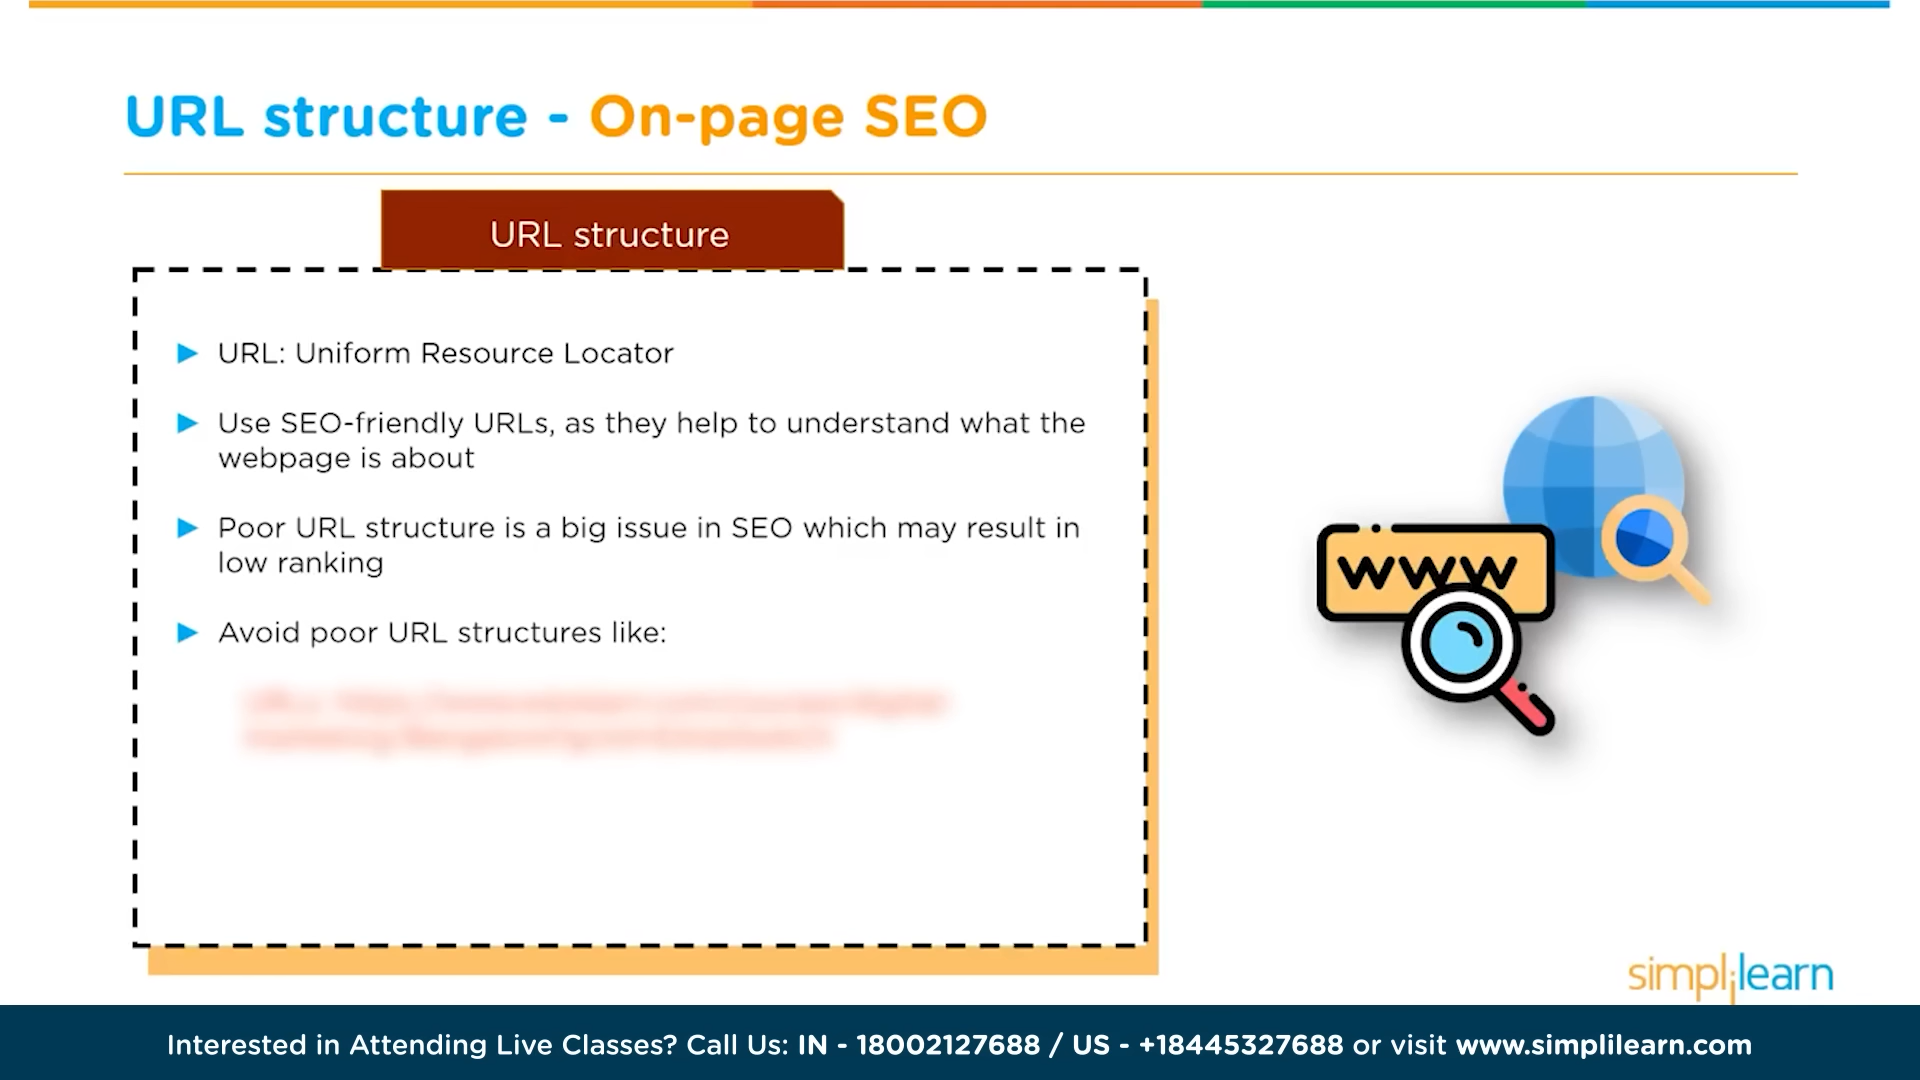 URL structure - On-page SEO
URL structure
URL: Uniform Resource Locator
Use SEO-friendly URLs, as they help to understand what the
webpage is about
Poor URL structure is a big issue in SEO which may result in
low ranking
Avoid poor URL structures like:
www
simplilearn
Interested in Attending Live Classes? Call Us: IN - 18002127688 / US - +18445327688 or visit www.simplilearn.com